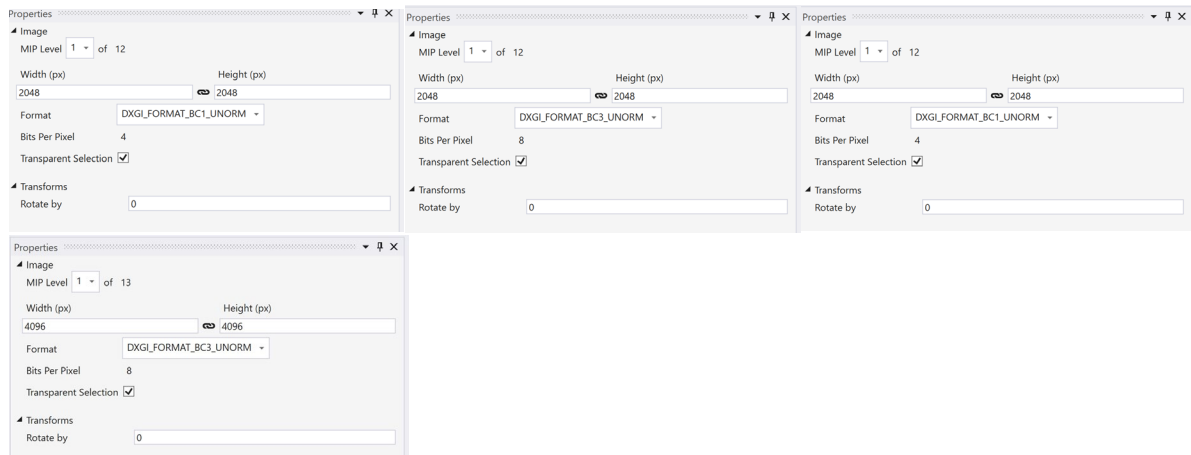 Properties
Image
MIP Level 1 of 12
Width (px) Height (px)
2048 2048
Format DXGI_FORMAT_BC1_UNORM
Bits Per Pixel 4
Transparent Selection
Transforms
Rotate by 0
Properties
Image
MIP Level 1 of 12
Width (px) Height (px)
2048 2048
Format DXGI_FORMAT_BC3_UNORM
Bits Per Pixel 8
Transparent Selection
Transforms
Rotate by 0
Properties
Image
MIP Level 1 of 12
Width (px) Height (px)
2048 2048
Format DXGI_FORMAT_BC1_UNORM
Bits Per Pixel 4
Transparent Selection
Transforms
Rotate by 0
Properties
Image
MIP Level 1 of 13
Width (px) Height (px)
4096 4096
Format DXGI_FORMAT_BC3_UNORM
Bits Per Pixel 8
Transparent Selection
Transforms
Rotate by 0